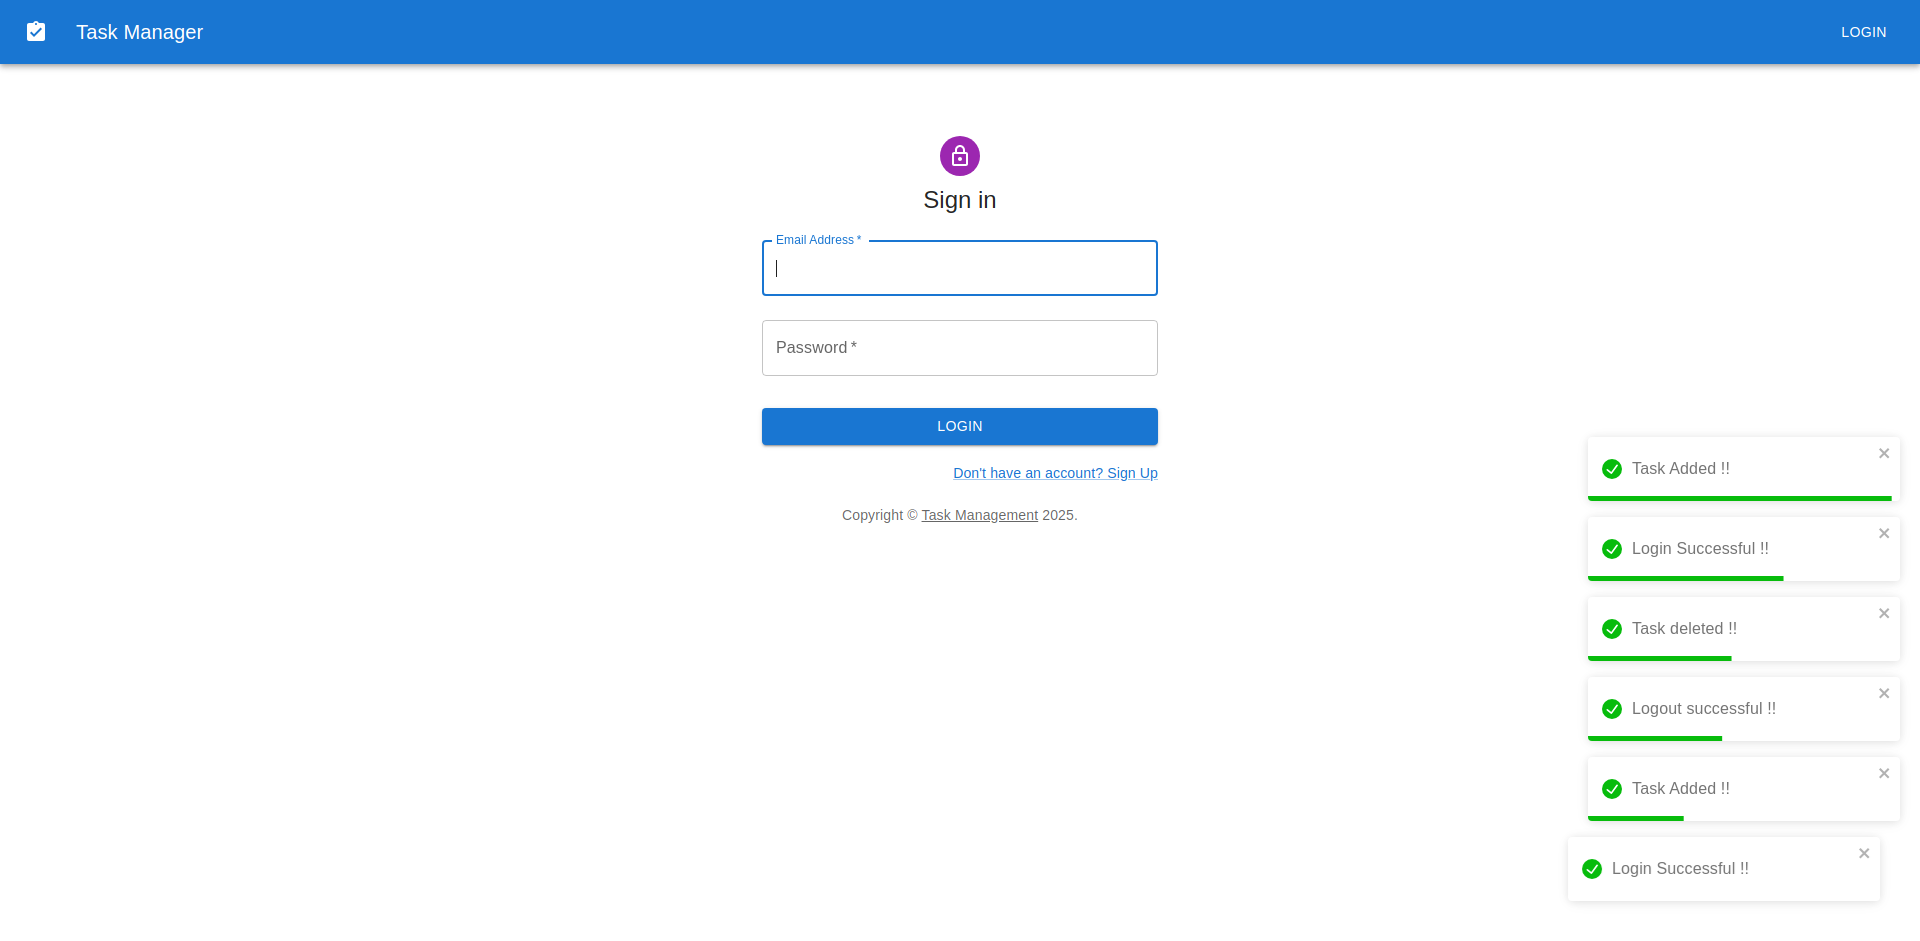 Task Manager
LOGIN
Sign in
Email Address *
Password *
LOGIN
Don't have an account? Sign Up
Copyright © Task Management 2025.
Task Added !!
Login Successful !!
Task deleted !!
Logout successful !!
Task Added !!
Login Successful !!